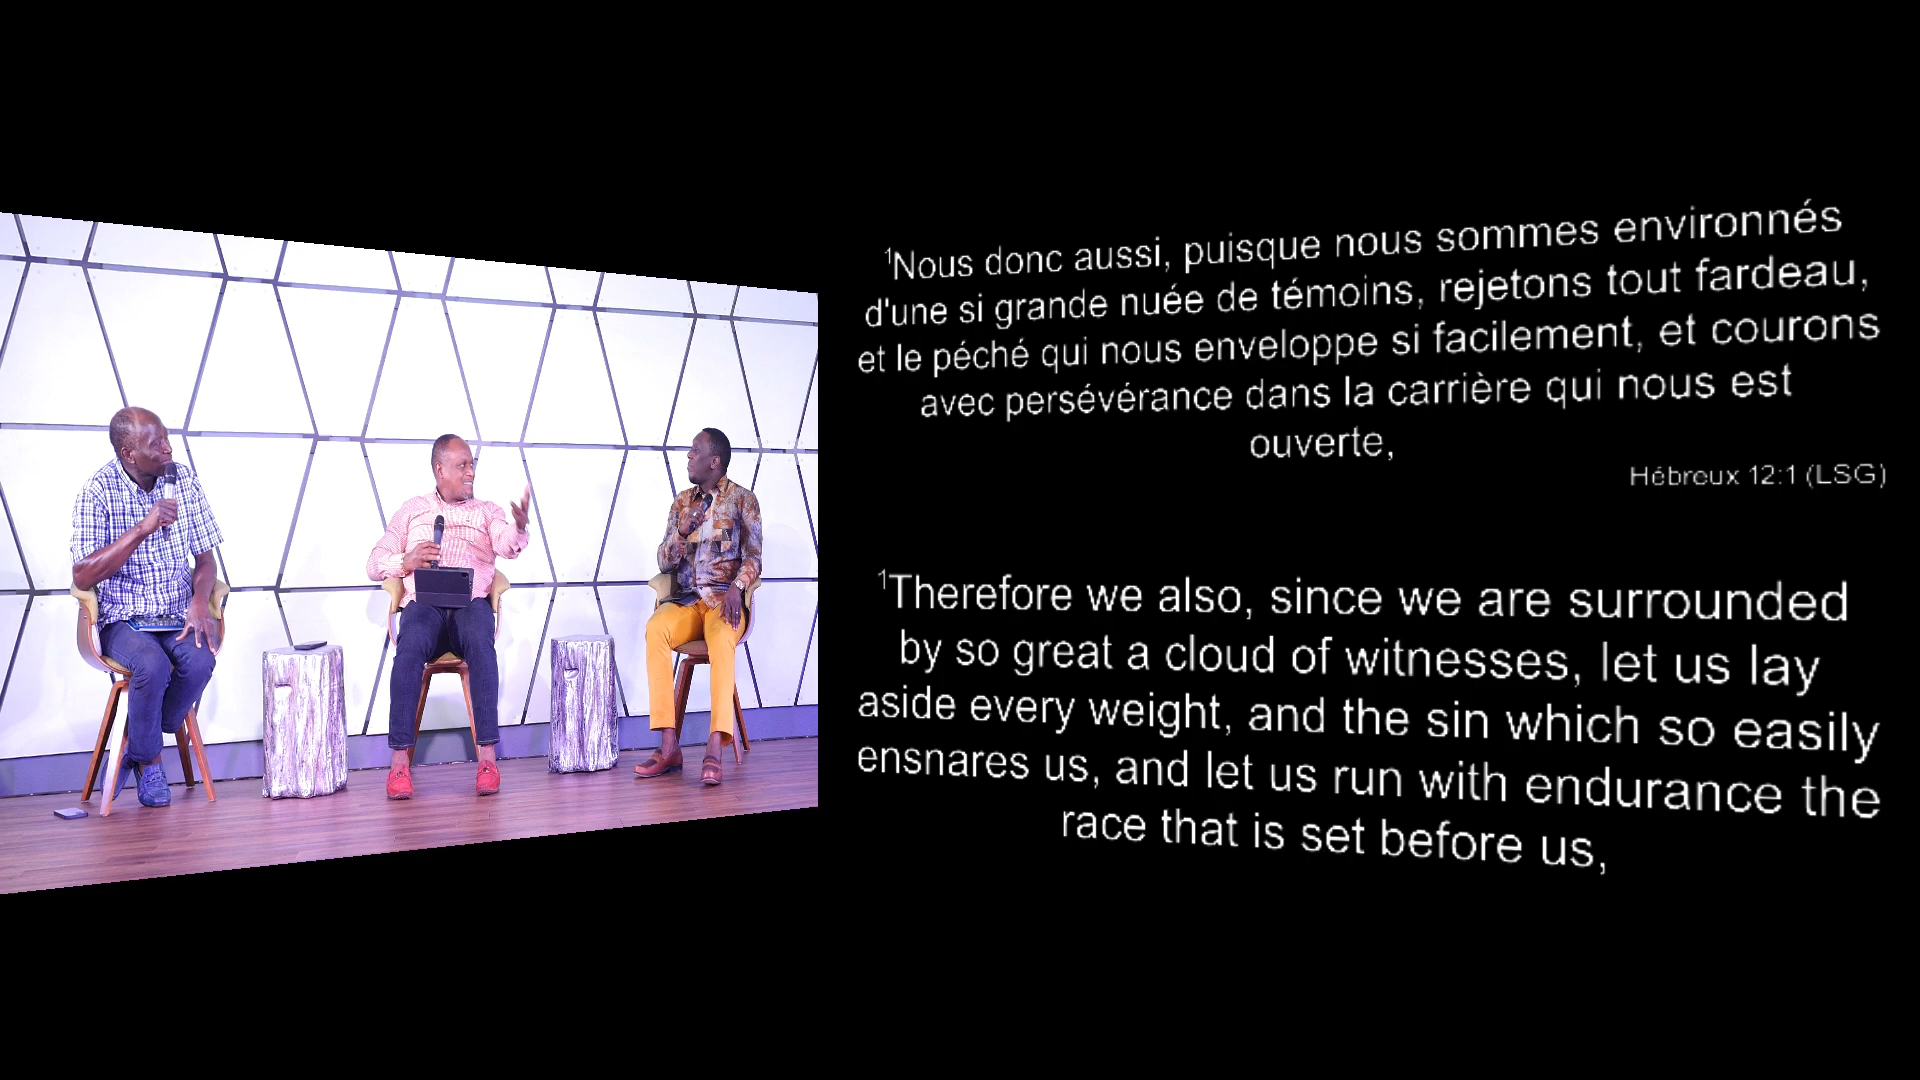 ¹Nous donc aussi, puisque nous sommes environnés
d'une si grande nuée de témoins, rejetons tout fardeau,
et le péché qui nous enveloppe si facilement, et courons
avec persévérance dans la carrière qui nous est
ouverte,
Hébreux 12:1 (LSG)
¹Therefore we also, since we are surrounded
by so great a cloud of witnesses, let us lay
aside every weight, and the sin which so easily
ensnares us, and let us run with endurance the
race that is set before us,